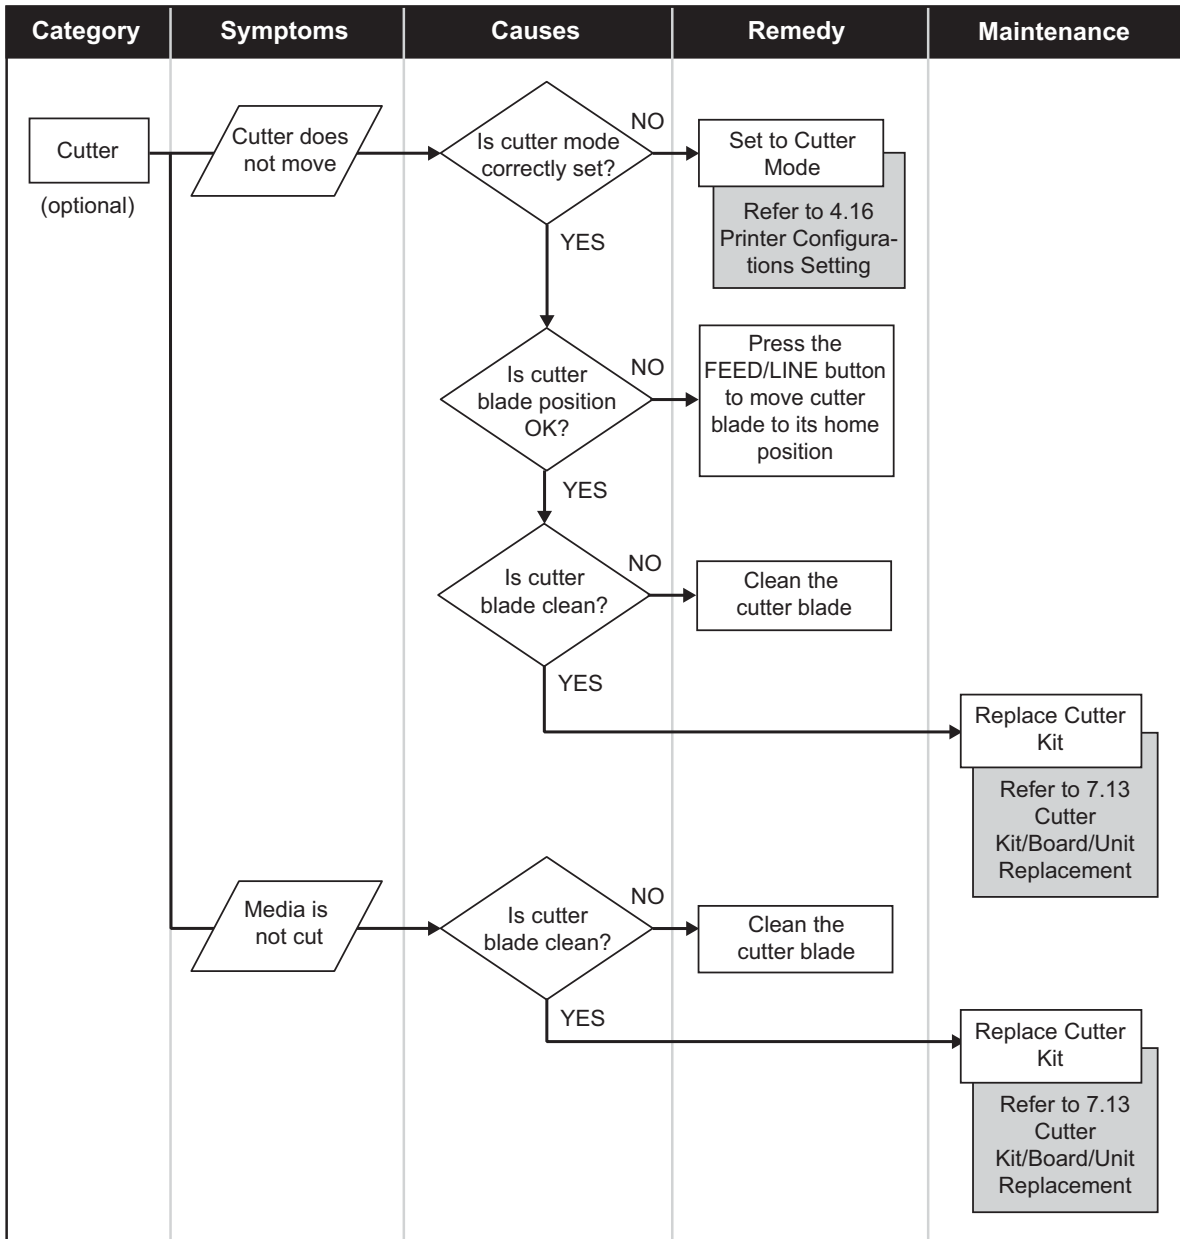 Category
Symptoms
Causes
Remedy
Maintenance
Cutter
(optional)
Cutter does
not move
Is cutter mode
correctly set?
NO
Set to Cutter
Mode
Refer to 4.16
Printer Configura-
tions Setting
YES
Is cutter
blade position
OK?
NO
Press the
FEED/LINE button
to move cutter
blade to its home
position
YES
Is cutter
blade clean?
NO
Clean the
cutter blade
YES
Replace Cutter
Kit
Refer to 7.13
Cutter
Kit/Board/Unit
Replacement
Media is
not cut
Is cutter
blade clean?
NO
Clean the
cutter blade
YES
Replace Cutter
Kit
Refer to 7.13
Cutter
Kit/Board/Unit
Replacement